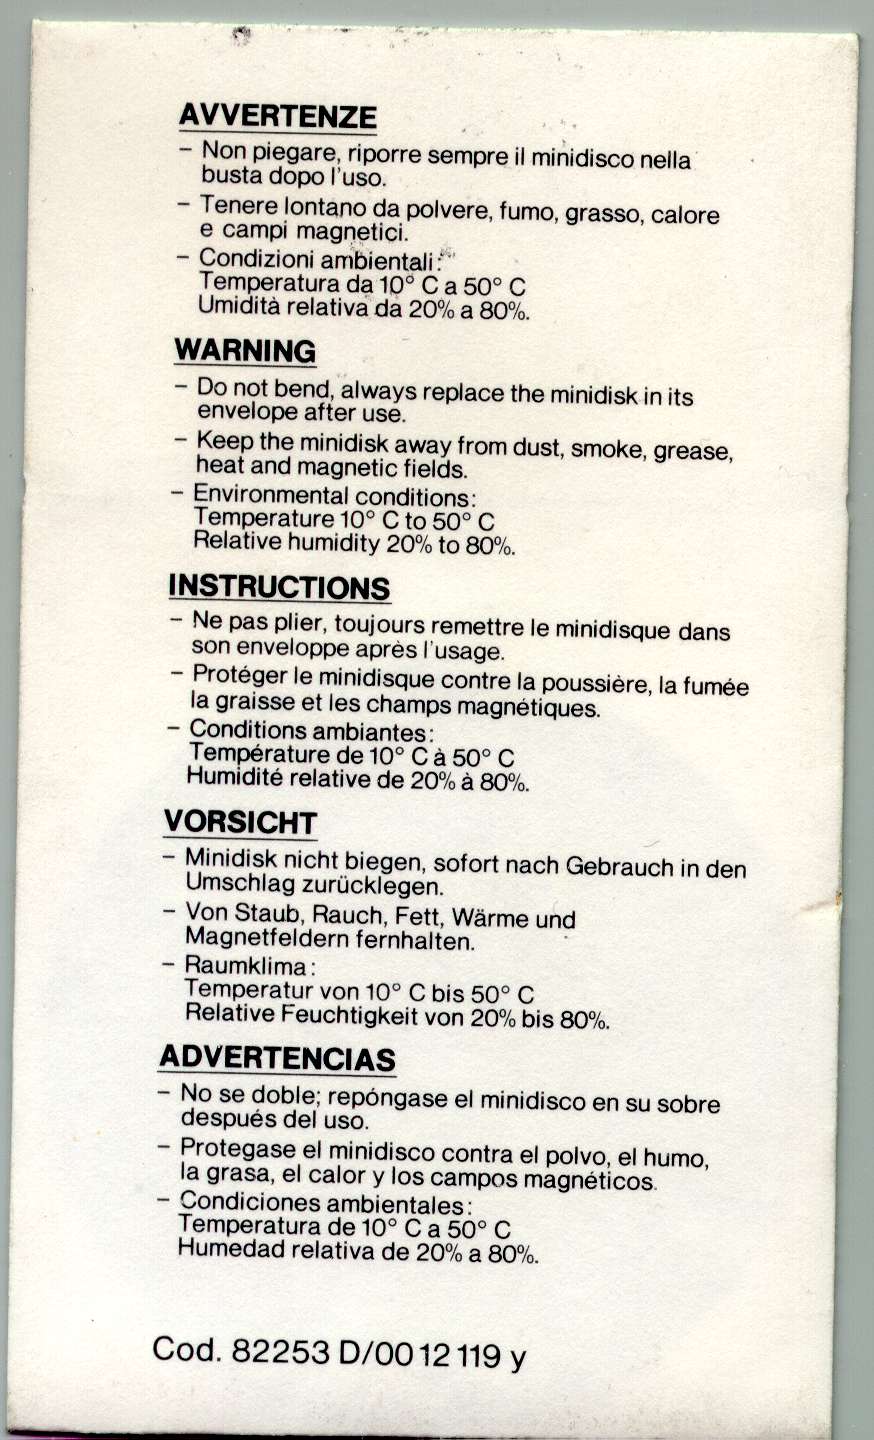 AVVERTENZE
– Non piegare, riporre sempre il minidisco nella
busta dopo l'uso.
– Tenere lontano da polvere, fumo, grasso, calore
e campi magnetici.
– Condizioni ambientali:
Temperatura da 10° C a 50° C
Umidità relativa da 20% a 80%.
WARNING
– Do not bend, always replace the minidisk in its
envelope after use.
– Keep the minidisk away from dust, smoke, grease,
heat and magnetic fields.
– Environmental conditions:
Temperature 10° C to 50° C
Relative humidity 20% to 80%.
INSTRUCTIONS
– Ne pas plier, toujours remettre le minidisque dans
son enveloppe après l'usage.
– Protéger le minidisque contre la poussière, la fumée
la graisse et les champs magnétiques.
– Conditions ambiantes:
Température de 10° C à 50° C
Humidité relative de 20% à 80%.
VORSICHT
– Minidisk nicht biegen, sofort nach Gebrauch in den
Umschlag zurücklegen.
– Von Staub, Rauch, Fett, Wärme und
Magnetfeldern fernhalten.
– Raumklima:
Temperatur von 10° C bis 50° C
Relative Feuchtigkeit von 20% bis 80%.
ADVERTENCIAS
– No se doble; repóngase el minidisco en su sobre
después del uso.
– Protegase el minidisco contra el polvo, el humo,
la grasa, el calor y los campos magnéticos.
– Condiciones ambientales:
Temperatura de 10° C a 50° C
Humedad relativa de 20% a 80%.
Cod. 82253 D/00 12 119 y